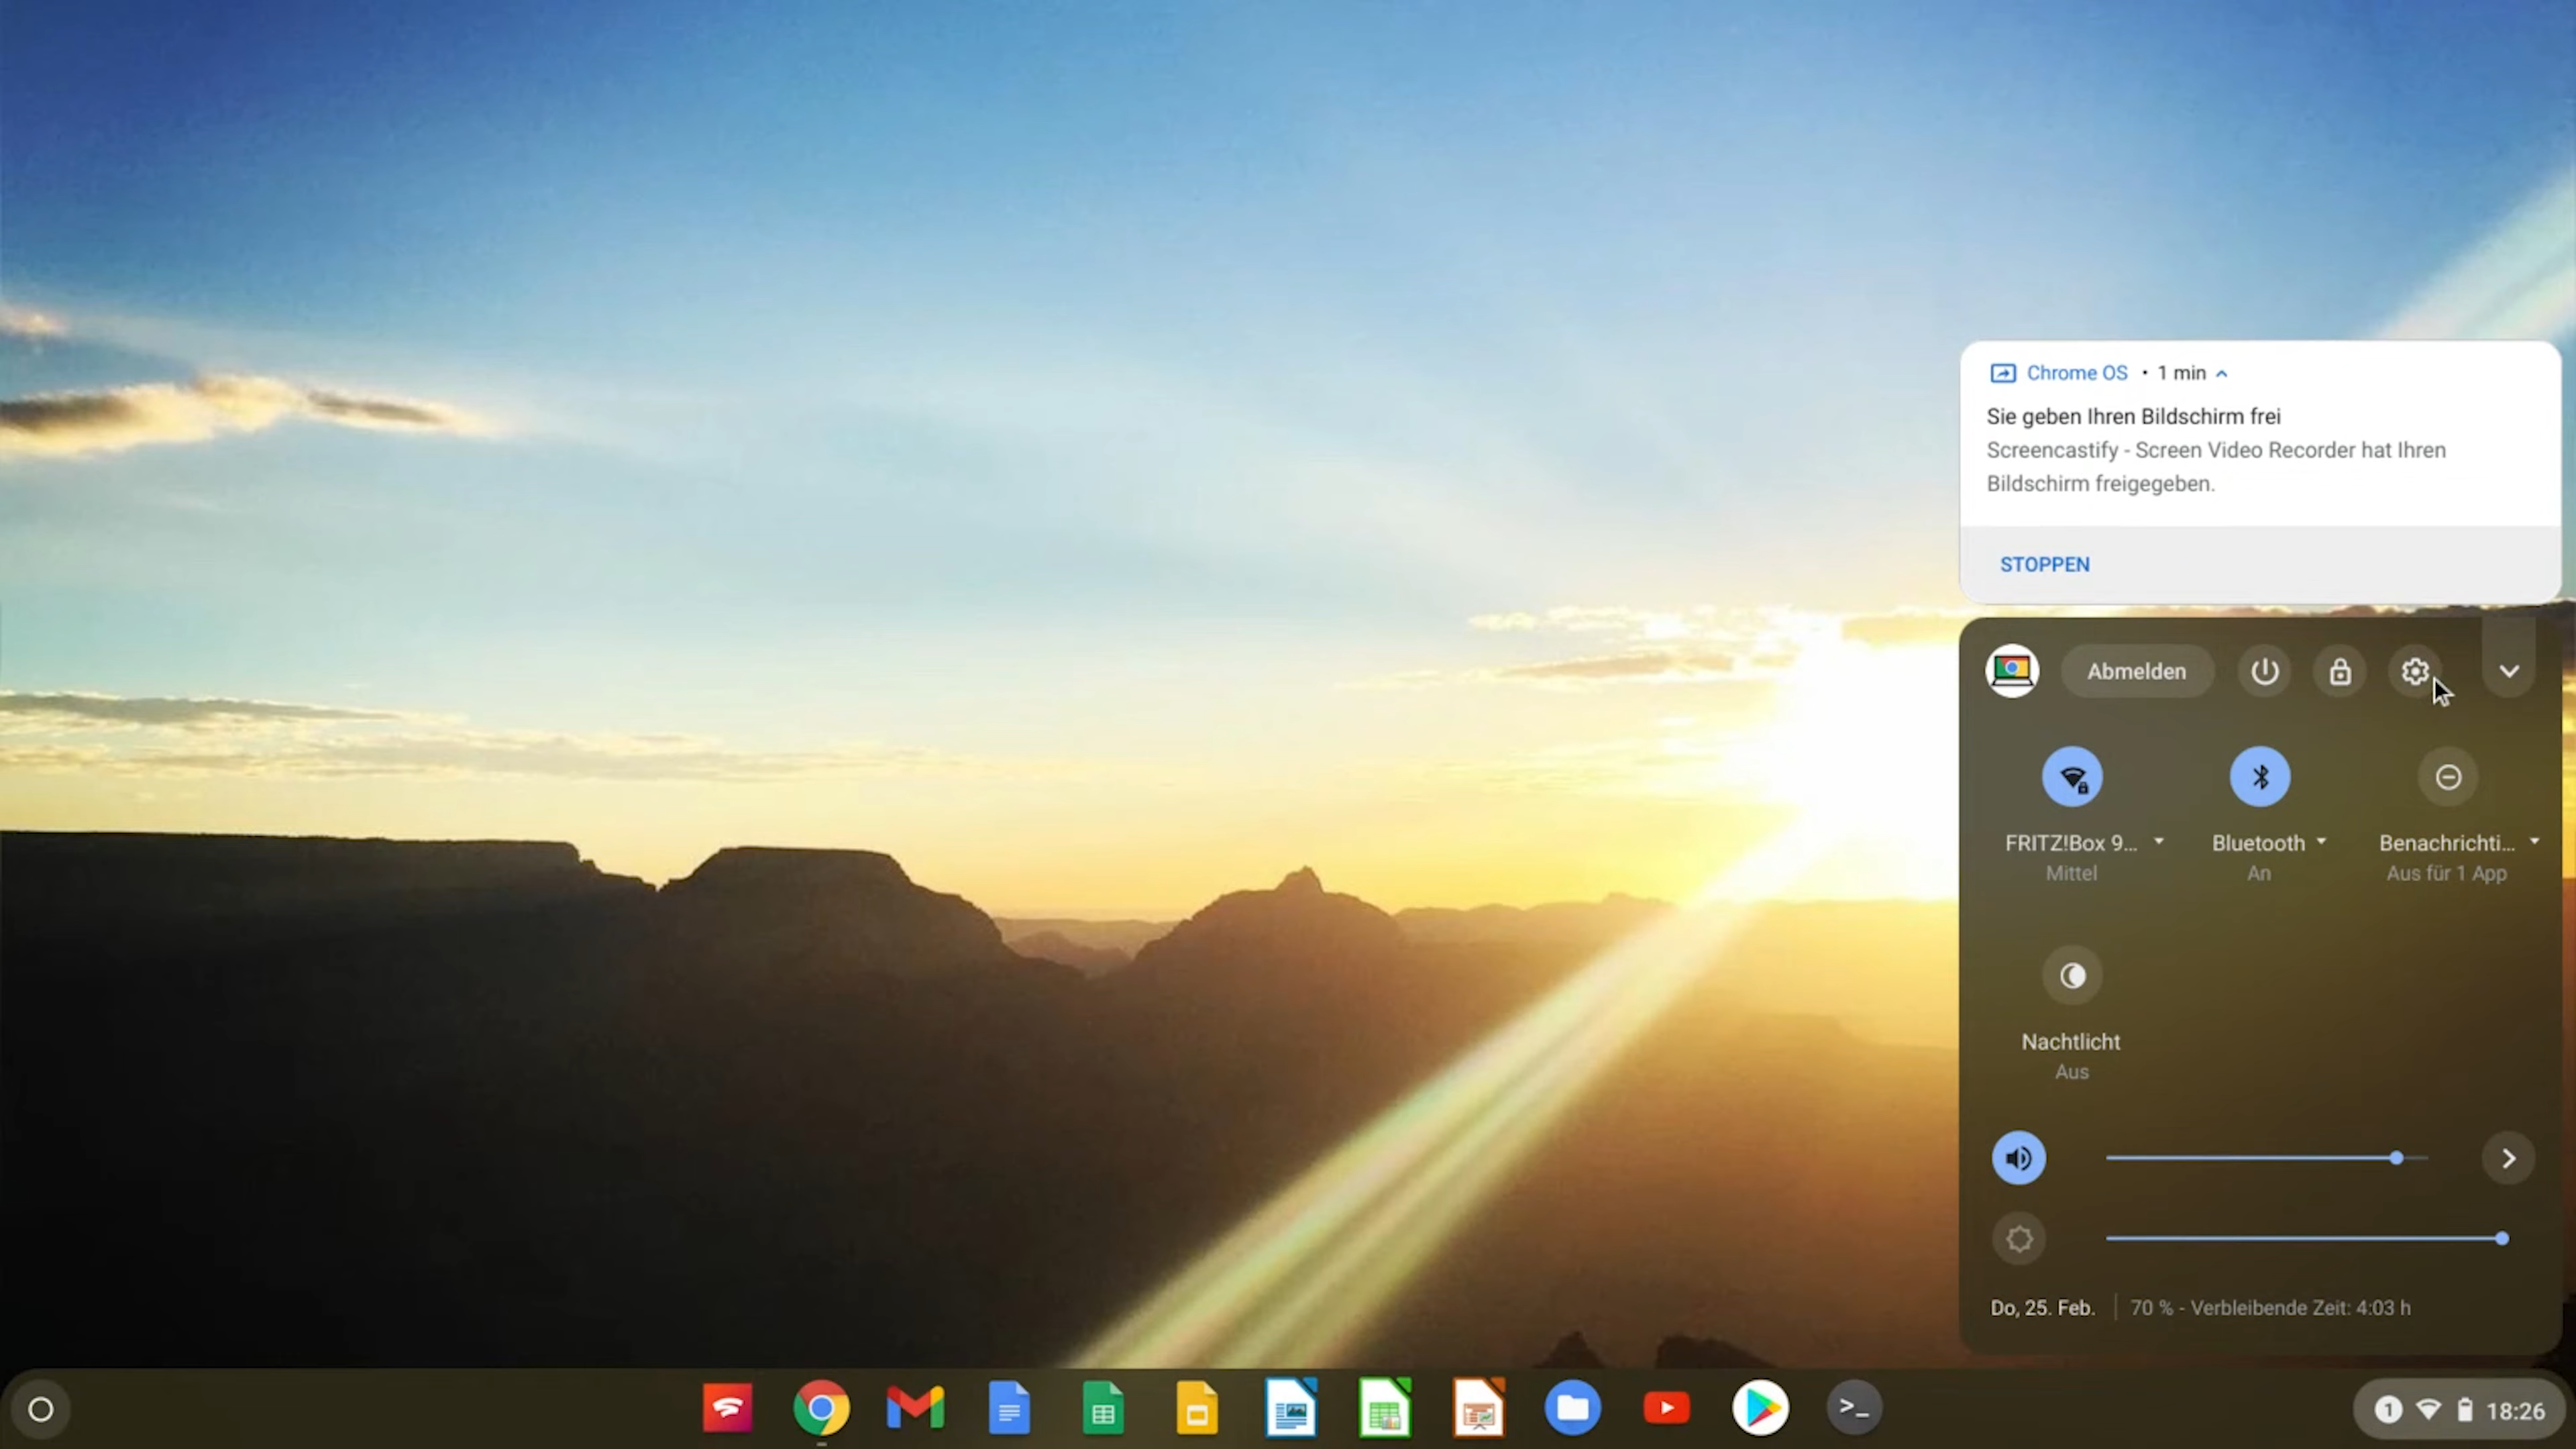 Chrome OS • 1 min
Sie geben Ihren Bildschirm frei
Screencastify - Screen Video Recorder hat Ihren
Bildschirm freigegeben.
STOPPEN
Abmelden
FRITZ!Box 9... Bluetooth Benachrichti...
Mittel An Aus für 1 App
Nachtlicht
Aus
Do, 25. Feb. 70 % - Verbleibende Zeit: 4:03 h
>_ 1 18:26